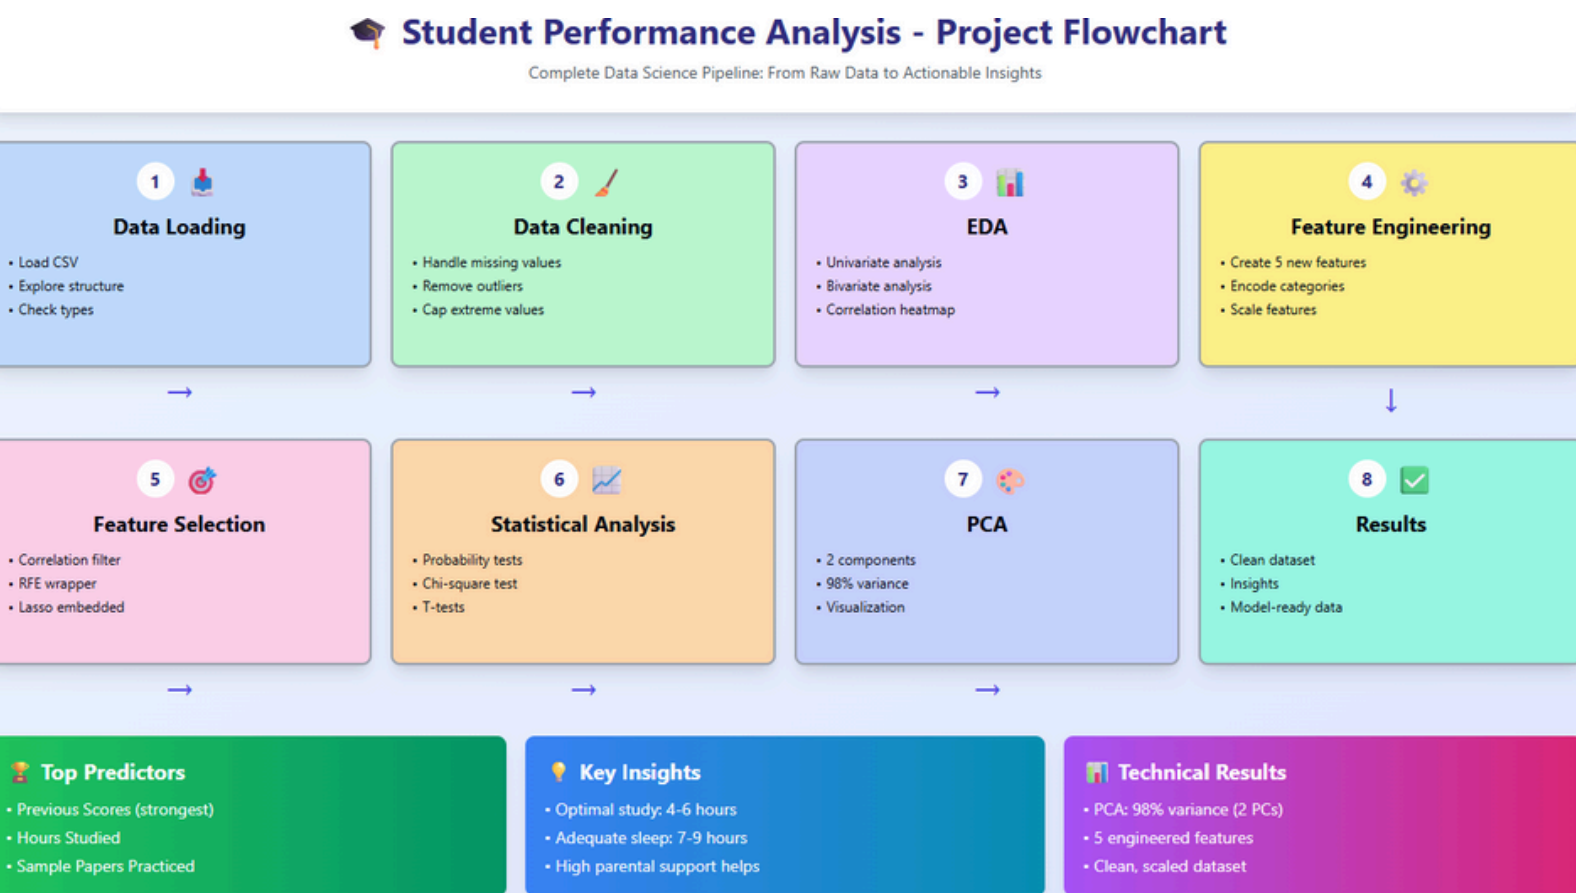 Student Performance Analysis - Project Flowchart
Complete Data Science Pipeline: From Raw Data to Actionable Insights
1
Data Loading
• Load CSV
• Explore structure
• Check types
→
2
Data Cleaning
• Handle missing values
• Remove outliers
• Cap extreme values
→
3
EDA
• Univariate analysis
• Bivariate analysis
• Correlation heatmap
→
4
Feature Engineering
• Create 5 new features
• Encode categories
• Scale features
↓
5
Feature Selection
• Correlation filter
• RFE wrapper
• Lasso embedded
→
6
Statistical Analysis
• Probability tests
• Chi-square test
• T-tests
→
7
PCA
• 2 components
• 98% variance
• Visualization
→
8
Results
• Clean dataset
• Insights
• Model-ready data
Top Predictors
• Previous Scores (strongest)
• Hours Studied
• Sample Papers Practiced
Key Insights
• Optimal study: 4-6 hours
• Adequate sleep: 7-9 hours
• High parental support helps
Technical Results
• PCA: 98% variance (2 PCs)
• 5 engineered features
• Clean, scaled dataset